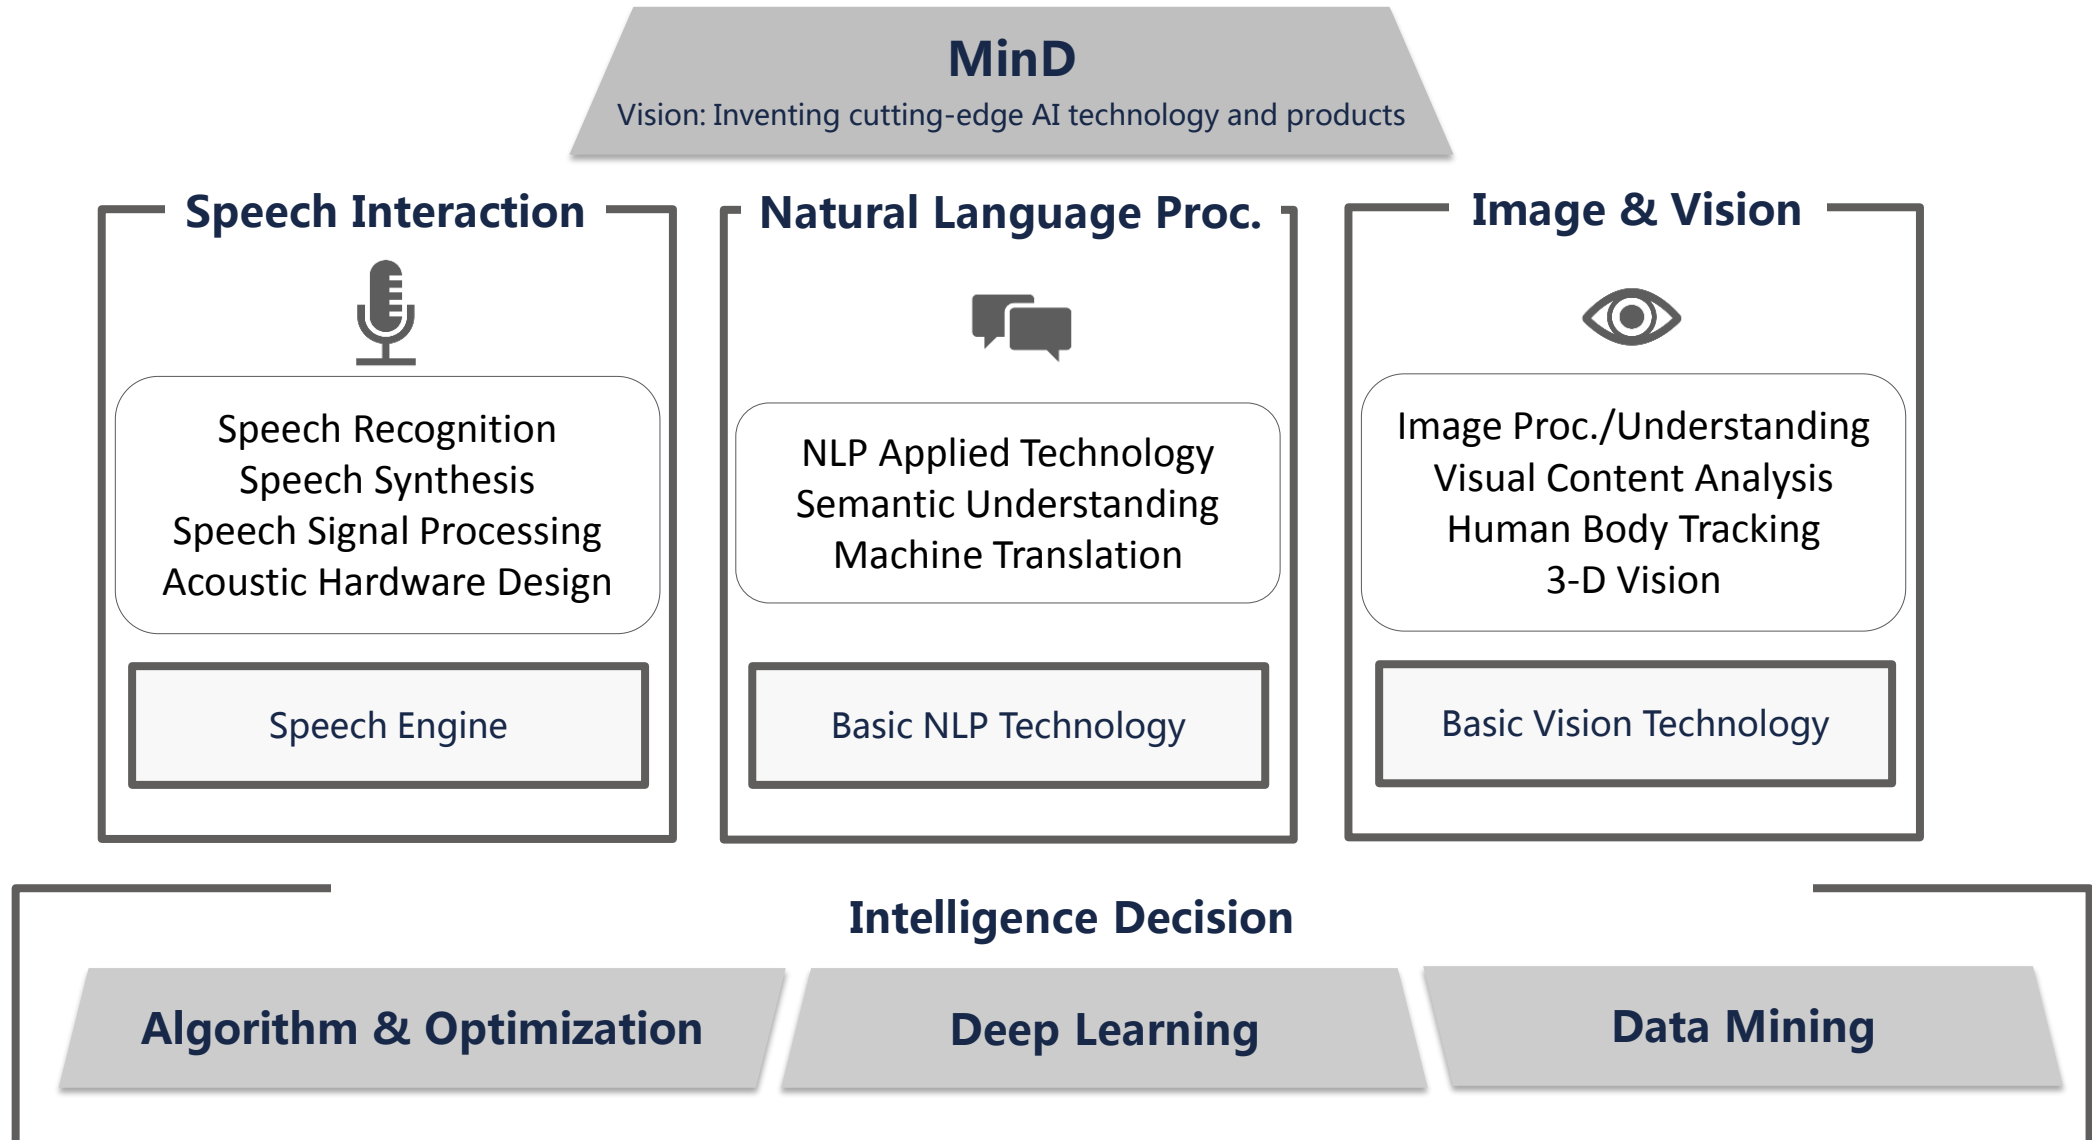 MinD
Vision: Inventing cutting-edge AI technology and products
Speech Interaction
Speech Recognition
Speech Synthesis
Speech Signal Processing
Acoustic Hardware Design
Speech Engine
Natural Language Proc.
NLP Applied Technology
Semantic Understanding
Machine Translation
Basic NLP Technology
Image & Vision
Image Proc./Understanding
Visual Content Analysis
Human Body Tracking
3-D Vision
Basic Vision Technology
Intelligence Decision
Algorithm & Optimization
Deep Learning
Data Mining